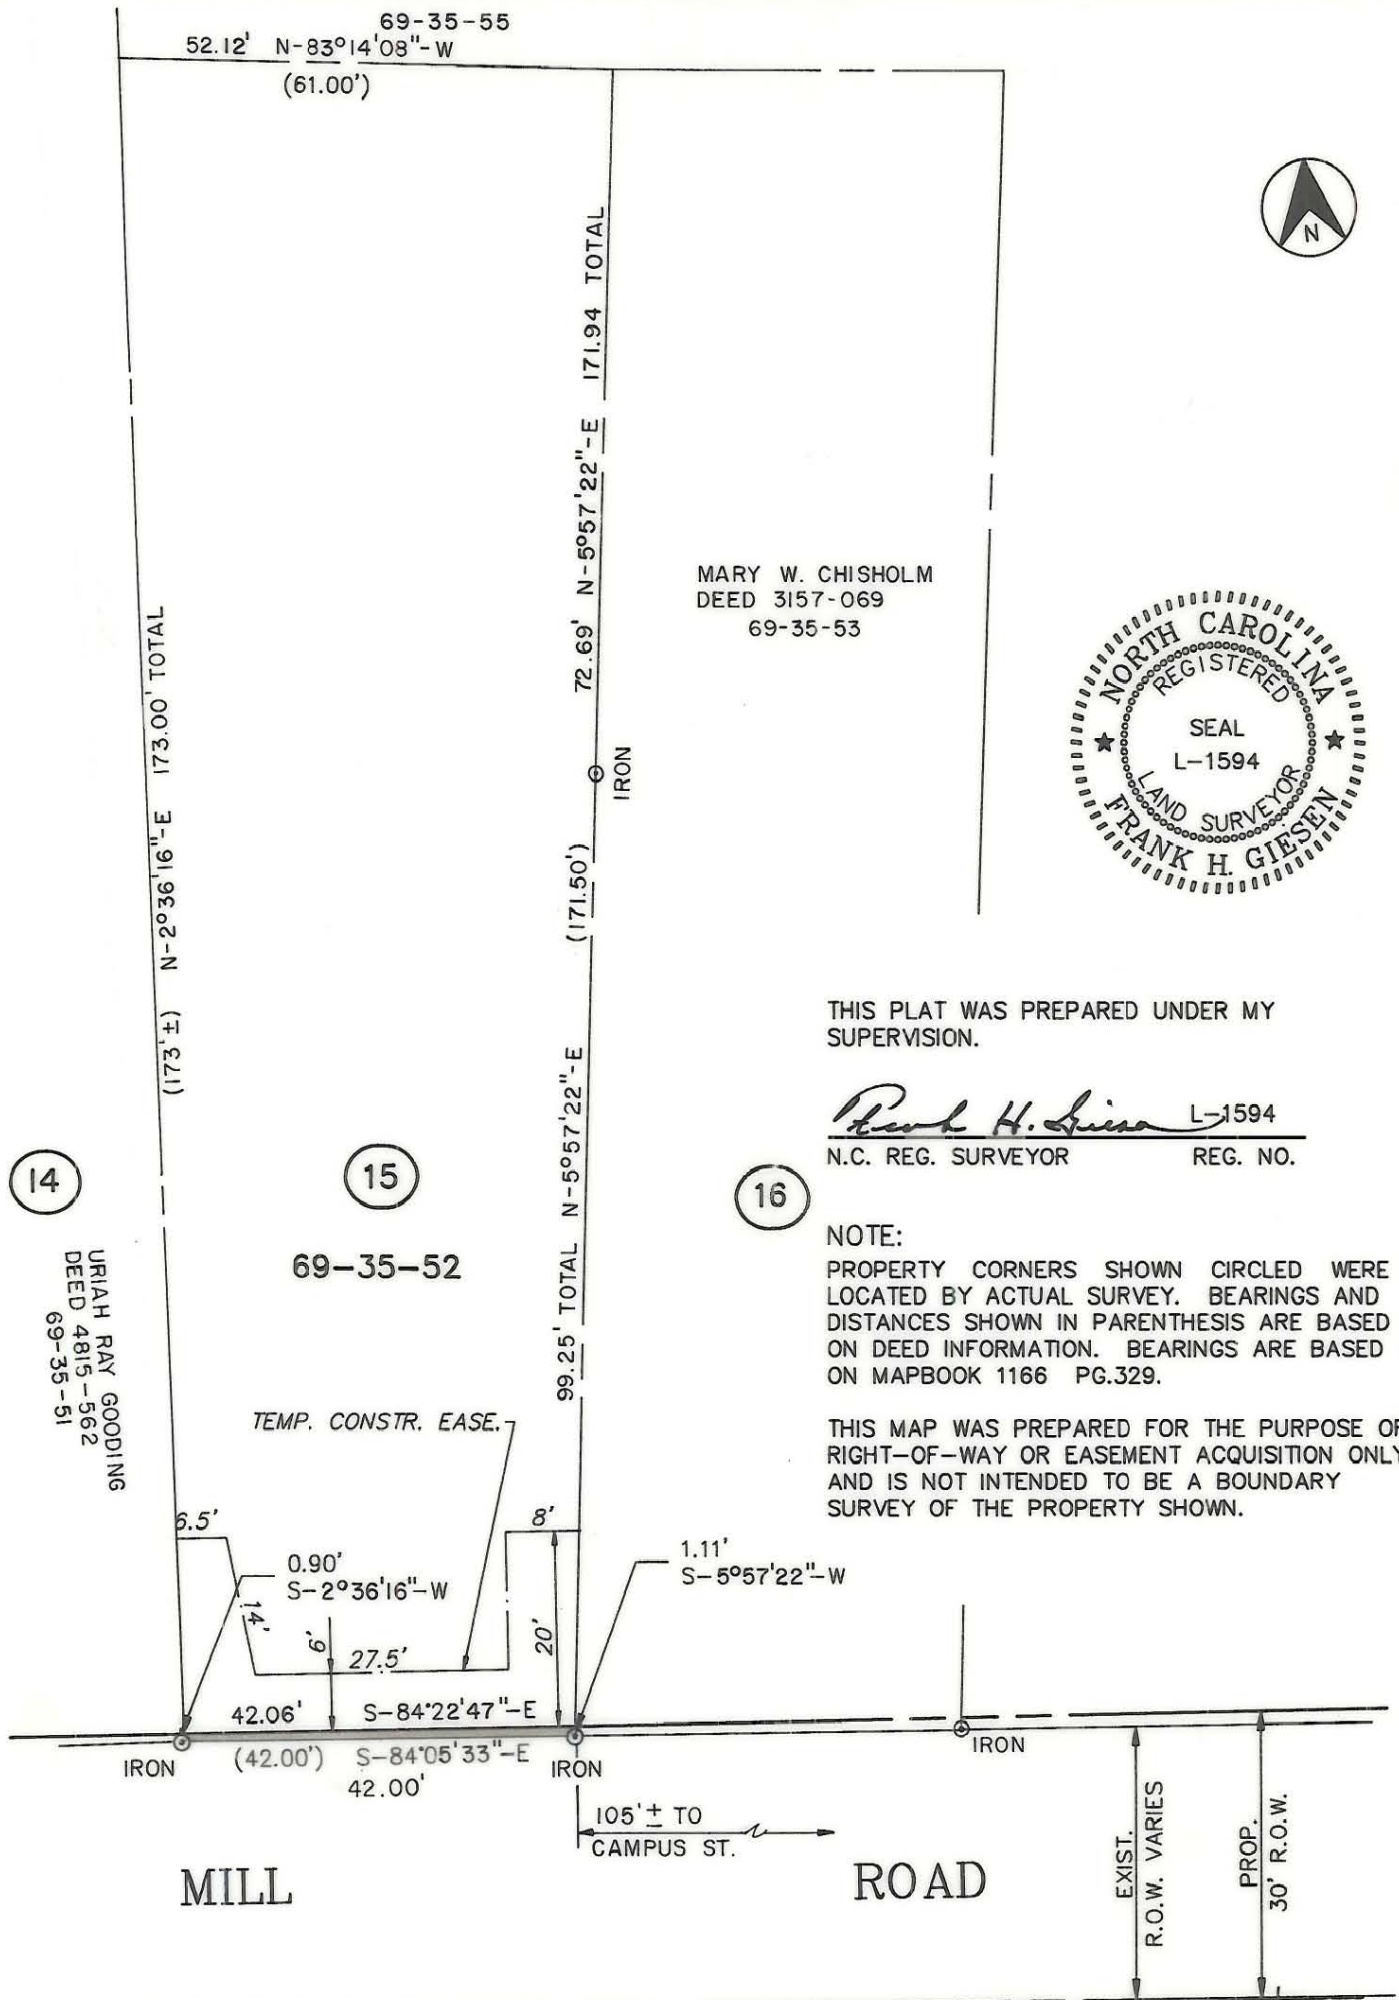 69-35-55
52.12' N-83°14'08"-W
(61.00')
N
171.94 TOTAL
72.69' N-5°57'22"-E
173.00' TOTAL
(173'±) N-2°36'16"-E
MARY W. CHISHOLM
DEED 3157-069
69-35-53
IRON
(171.50')
NORTH CAROLINA
REGISTERED
SEAL
L-1594
LAND SURVEYOR
FRANK H. GIESEN
THIS PLAT WAS PREPARED UNDER MY
SUPERVISION.
Frank H. Giesen L-1594
N.C. REG. SURVEYOR REG. NO.
14
15
16
69-35-52
99.25' TOTAL N-5°57'22"-E
URIAH RAY GOODING
DEED 4815-562
69-35-51
NOTE:
PROPERTY CORNERS SHOWN CIRCLED WERE
LOCATED BY ACTUAL SURVEY. BEARINGS AND
DISTANCES SHOWN IN PARENTHESIS ARE BASED
ON DEED INFORMATION. BEARINGS ARE BASED
ON MAPBOOK 1166 PG.329.
THIS MAP WAS PREPARED FOR THE PURPOSE OF
RIGHT-OF-WAY OR EASEMENT ACQUISITION ONLY
AND IS NOT INTENDED TO BE A BOUNDARY
SURVEY OF THE PROPERTY SHOWN.
TEMP. CONSTR. EASE.
6.5'
8'
0.90'
S-2°36'16"-W
1.11'
S-5°57'22"-W
14'
6'
27.5'
20'
42.06' S-84°22'47"-E
IRON
(42.00') S-84°05'33"-E
42.00'
IRON
IRON
105'± TO
CAMPUS ST.
MILL ROAD
EXIST.
R.O.W. VARIES
PROP.
30' R.O.W.